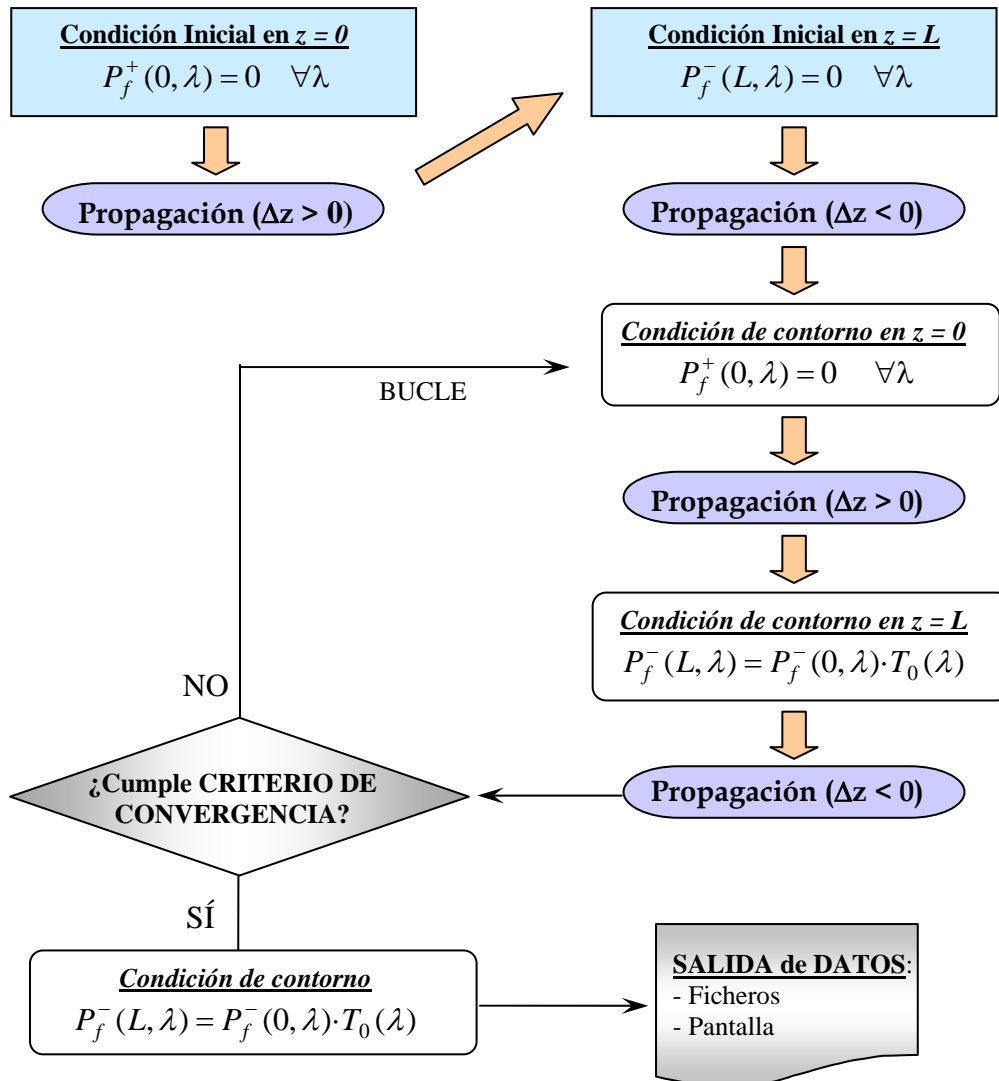 Condición Inicial en z = 0
P_f^+(0, λ) = 0 ∀λ
Propagación (Δz > 0)
Condición Inicial en z = L
P_f^-(L, λ) = 0 ∀λ
Propagación (Δz < 0)
Condición de contorno en z = 0
P_f^+(0, λ) = 0 ∀λ
BUCLE
Propagación (Δz > 0)
Condición de contorno en z = L
P_f^-(L, λ) = P_f^-(0, λ)·T_0(λ)
Propagación (Δz < 0)
NO
¿Cumple CRITERIO DE
CONVERGENCIA?
SÍ
Condición de contorno
P_f^-(L, λ) = P_f^-(0, λ)·T_0(λ)
SALIDA de DATOS:
- Ficheros
- Pantalla